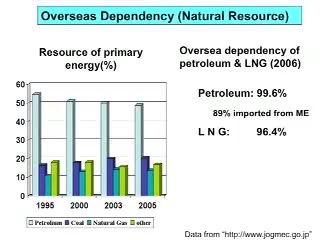 Overseas Dependency (Natural Resource)
Resource of primary
energy(%)
60
50
40
30
20
10
0
1995 2000 2003 2005
Petroleum Coal Natural Gas other
Oversea dependency of
petroleum & LNG (2006)
Petroleum: 99.6%
89% imported from ME
L N G: 96.4%
Data from "http://www.jogmec.go.jp"